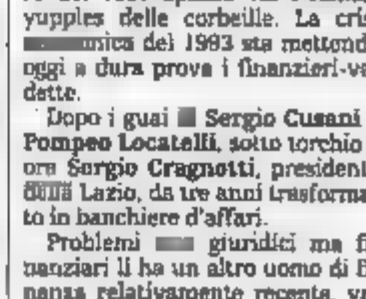 yuppies delle corbeille. La cris
del 1993 sta mettend
oggi a dura prova i finanzieri-ve
dette.
Dopo i guai Sergio Cusani
Pompeo Locatelli, sotto torchio
ora Sergio Cragnotti, president
della Lazio, da tre anni trasforma
to in banchiere d'affari.
Problemi giuridici ma fi
nanziari li ha un altro uomo di
nanza relativamente recente, va